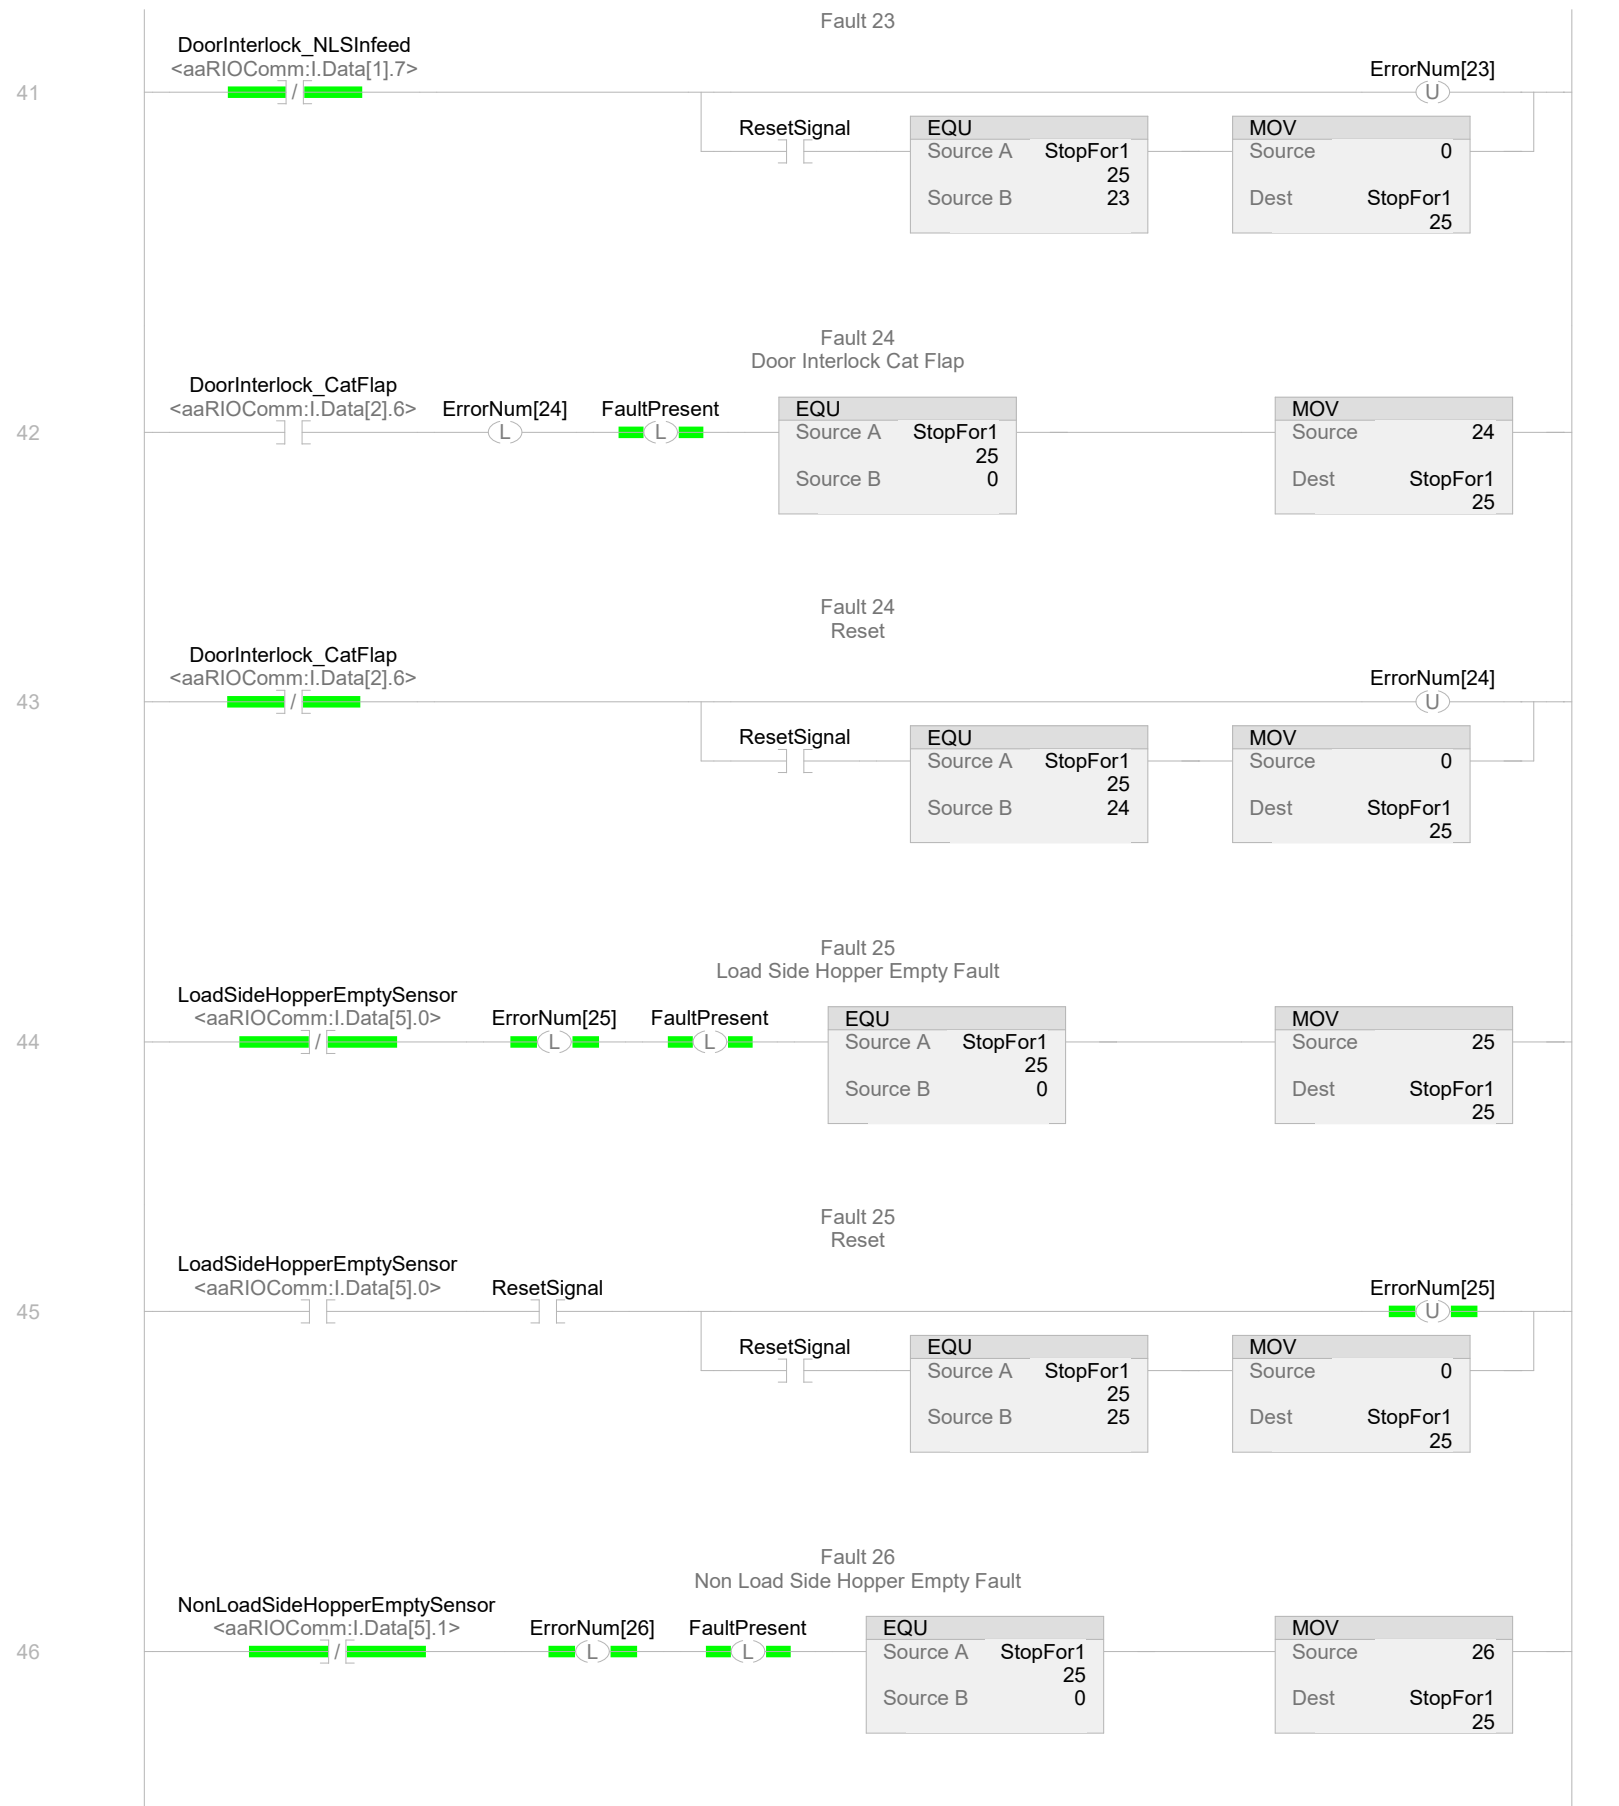 Fault 23
DoorInterlock_NLSInfeed
<aaRIOComm:I.Data[1].7>
ErrorNum[23]
41
/
U
ResetSignal
EQU
MOV
Source A StopFor1
Source 0
25
Source B 23
Dest StopFor1
25
Fault 24
Door Interlock Cat Flap
DoorInterlock_CatFlap
<aaRIOComm:I.Data[2].6>
ErrorNum[24]
FaultPresent
EQU
MOV
42
L
L
Source A StopFor1
Source 24
25
Source B 0
Dest StopFor1
25
Fault 24
Reset
DoorInterlock_CatFlap
<aaRIOComm:I.Data[2].6>
ErrorNum[24]
43
/
U
ResetSignal
EQU
MOV
Source A StopFor1
Source 0
25
Source B 24
Dest StopFor1
25
Fault 25
Load Side Hopper Empty Fault
LoadSideHopperEmptySensor
<aaRIOComm:I.Data[5].0>
ErrorNum[25]
FaultPresent
EQU
MOV
44
/
L
L
Source A StopFor1
Source 25
25
Source B 0
Dest StopFor1
25
Fault 25
Reset
LoadSideHopperEmptySensor
<aaRIOComm:I.Data[5].0>
ResetSignal
ErrorNum[25]
45
U
ResetSignal
EQU
MOV
Source A StopFor1
Source 0
25
Source B 25
Dest StopFor1
25
Fault 26
Non Load Side Hopper Empty Fault
NonLoadSideHopperEmptySensor
<aaRIOComm:I.Data[5].1>
ErrorNum[26]
FaultPresent
EQU
MOV
46
/
L
L
Source A StopFor1
Source 26
25
Source B 0
Dest StopFor1
25